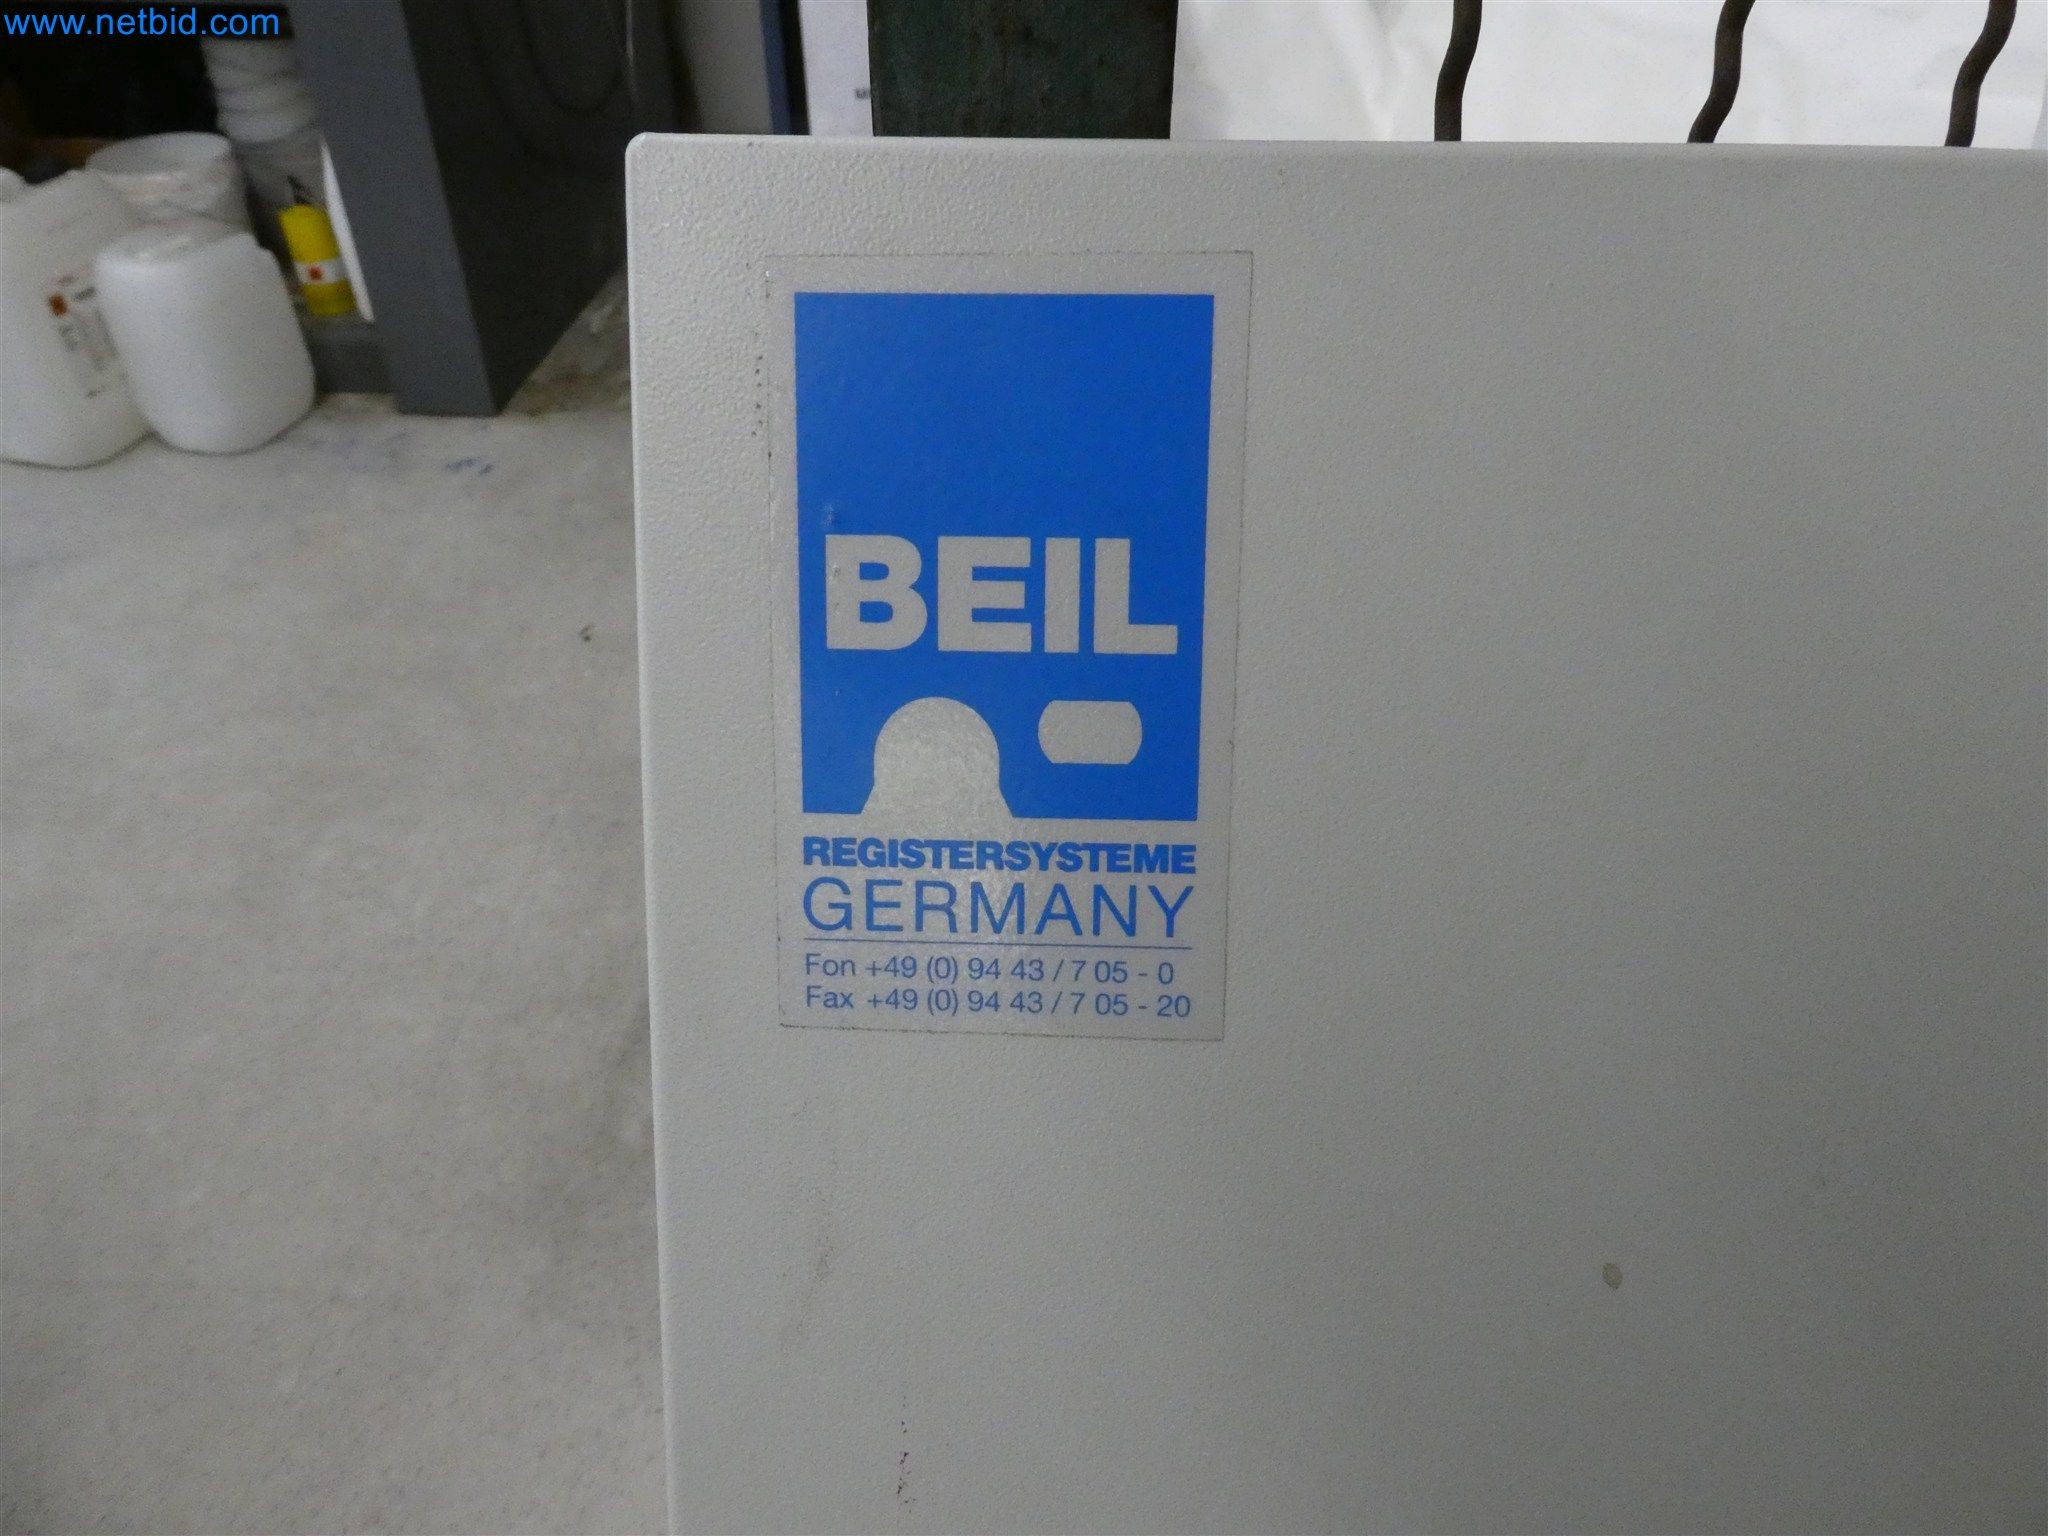 www.netbid.com
BEIL
REGISTERSYSTEME
GERMANY
Fon +49 (0) 94 43 / 7 05 - 0
Fax +49 (0) 94 43 / 7 05 - 20